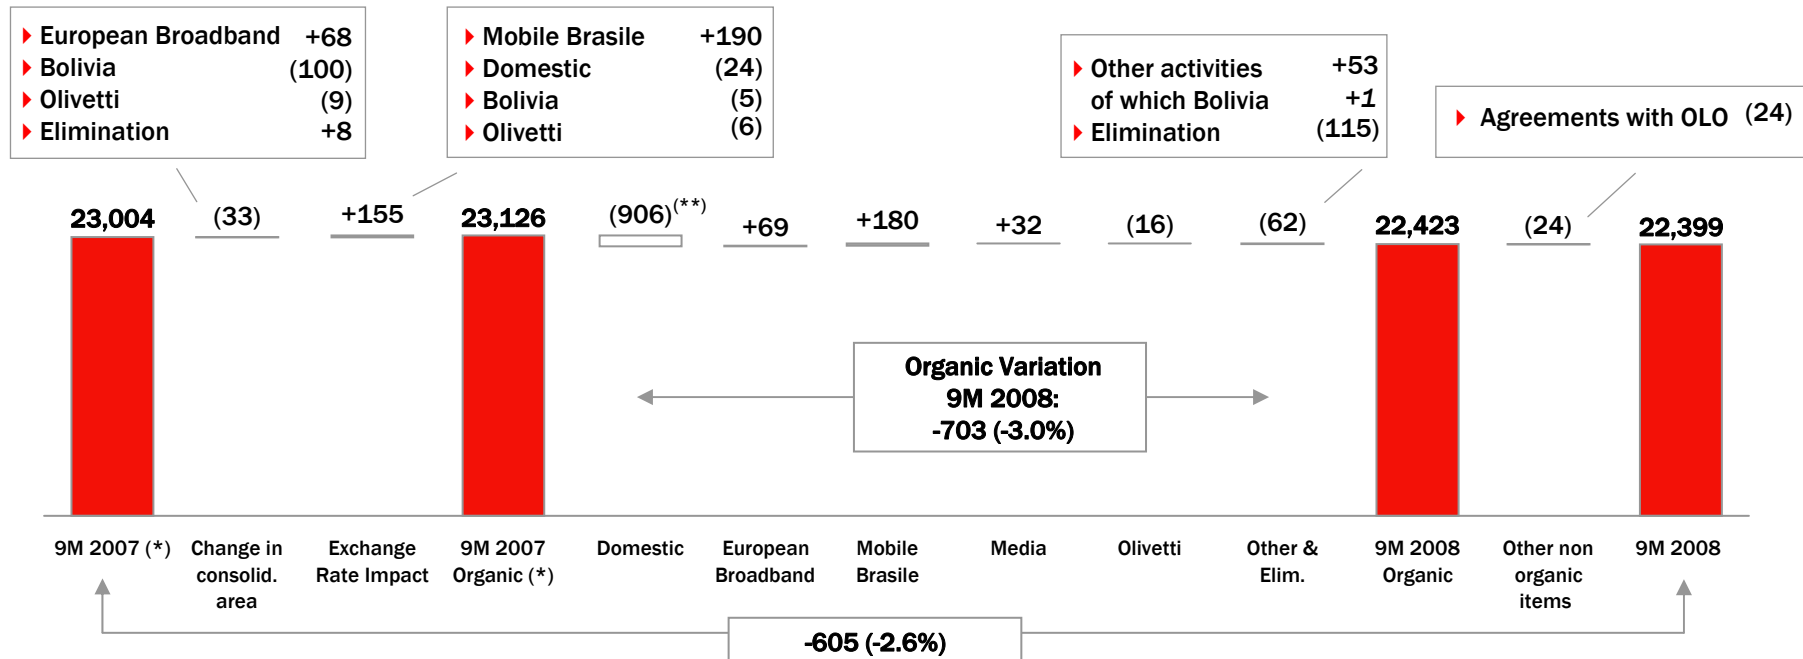 European Broadband +68
Bolivia (100)
Olivetti (9)
Elimination +8
Mobile Brasile +190
Domestic (24)
Bolivia (5)
Olivetti (6)
Other activities +53
of which Bolivia +1
Elimination (115)
Agreements with OLO (24)
23,004 (33) +155 23,126 (906)(**) +69 +180 +32 (16) (62) 22,423 (24) 22,399
Organic Variation
9M 2008:
-703 (-3.0%)
9M 2007 (*)
Change in
consolid.
area
Exchange
Rate Impact
9M 2007
Organic (*)
Domestic
European
Broadband
Mobile
Brasile
Media
Olivetti
Other &
Elim.
9M 2008
Organic
Other non
organic
items
9M 2008
-605 (-2.6%)